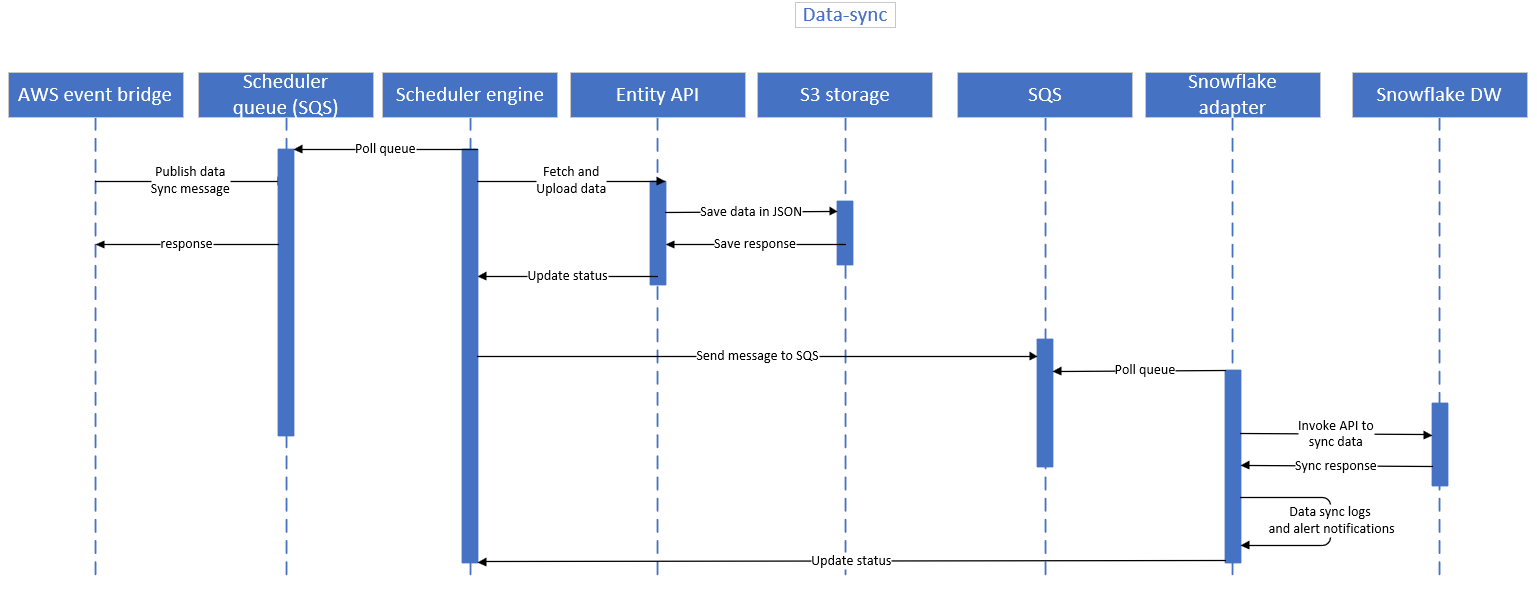 Data-sync
AWS event bridge
Scheduler
queue (SQS)
Scheduler engine
Entity API
S3 storage
SQS
Snowflake
adapter
Snowflake DW
Poll queue
Publish data
Sync message
Fetch and
Upload data
Save data in JSON
response
Save response
Update status
Send message to SQS
Poll queue
Invoke API to
sync data
Sync response
Data sync logs
and alert notifications
Update status